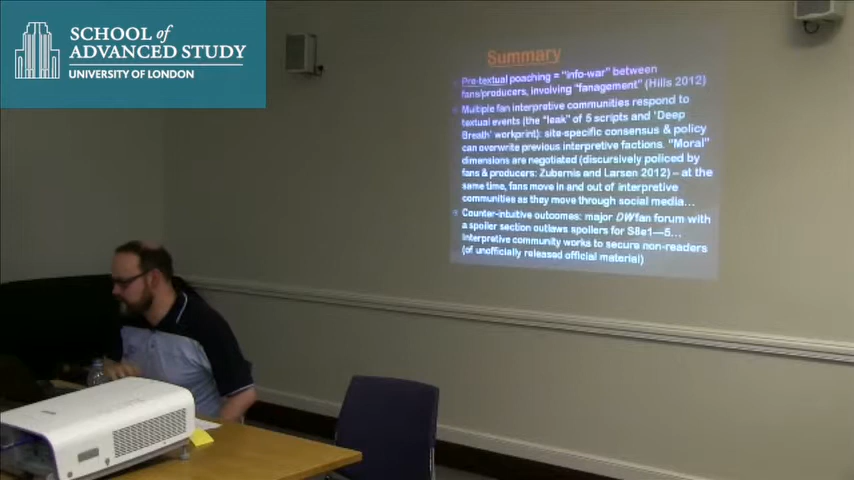 SCHOOL of
ADVANCED STUDY
UNIVERSITY OF LONDON
Summary
Pre-textual poaching = "info-war" between
fans/producers, involving "fanagement" (Hills 2012)
Multiple fan interpretive communities respond to
textual events (the "leak" of 5 scripts and 'Deep
Breath' workprint): site-specific consensus & policy
can overwrite previous interpretive factions. "Moral"
dimensions are negotiated (discursively policed by
fans & producers: Zubernis and Larsen 2012) – at the
same time, fans move in and out of interpretive
communities as they move through social media...
Counter-intuitive outcomes: major DW fan forum with
a spoiler section outlaws spoilers for S8e1—5...
Interpretive community works to secure non-readers
(of unofficially released official material)